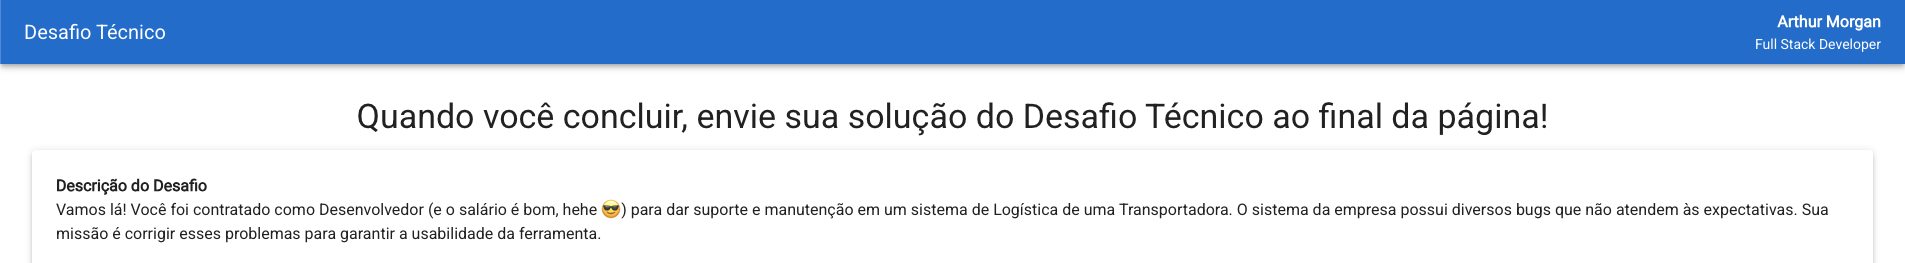 Desafio Técnico
Arthur Morgan
Full Stack Developer
Quando você concluir, envie sua solução do Desafio Técnico ao final da página!
Descrição do Desafio
Vamos lá! Você foi contratado como Desenvolvedor (e o salário é bom, hehe 😎) para dar suporte e manutenção em um sistema de Logística de uma Transportadora. O sistema da empresa possui diversos bugs que não atendem às expectativas. Sua
missão é corrigir esses problemas para garantir a usabilidade da ferramenta.